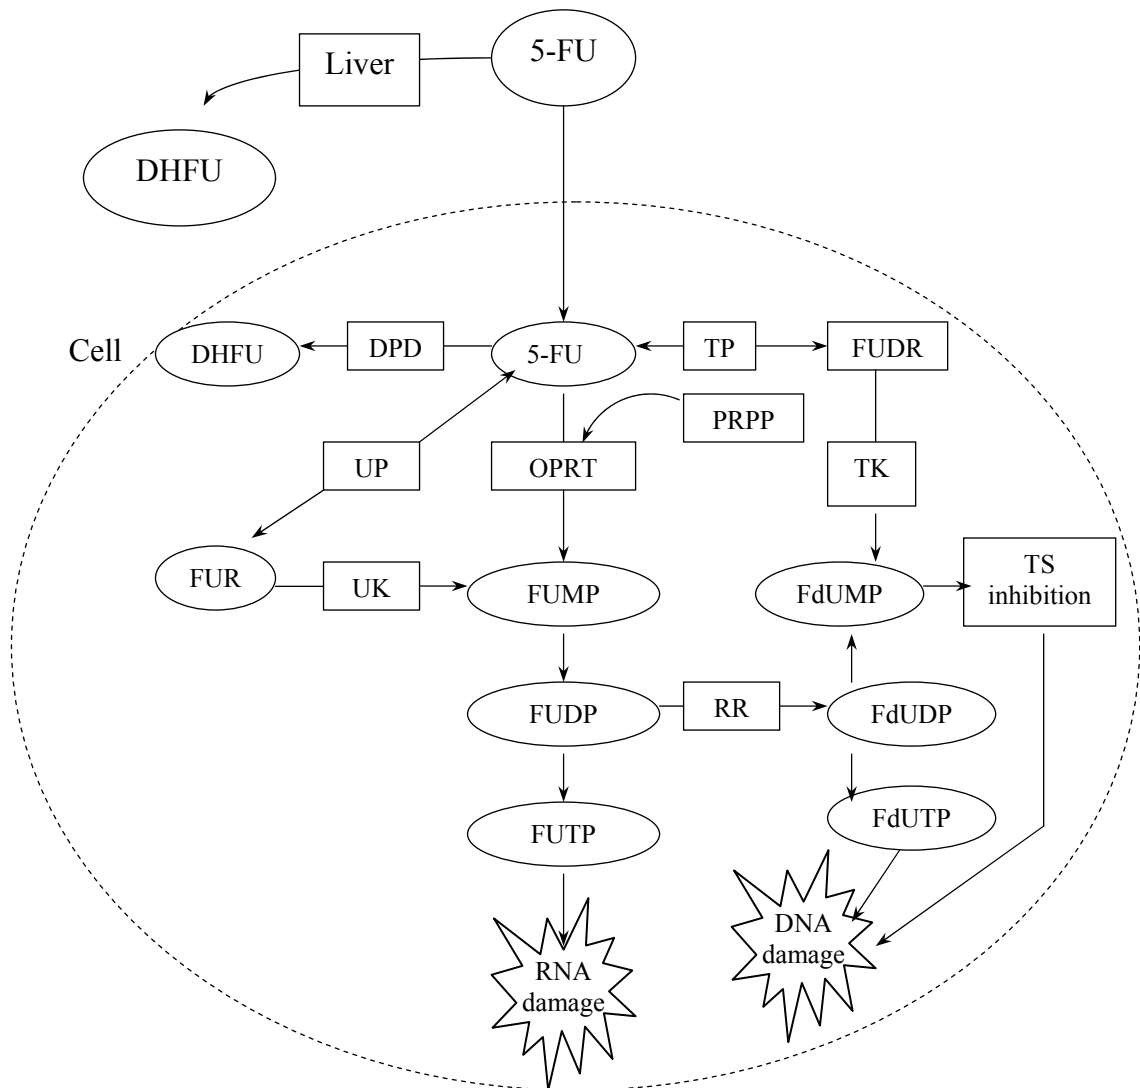 5-FU
Liver
DHFU
Cell
DHFU
DPD
5-FU
TP
FUDR
PRPP
UP
OPRT
TK
FUR
UK
FUMP
FdUMP
TS
inhibition
FUDP
RR
FdUDP
FUTP
FdUTP
DNA
damage
RNA
damage